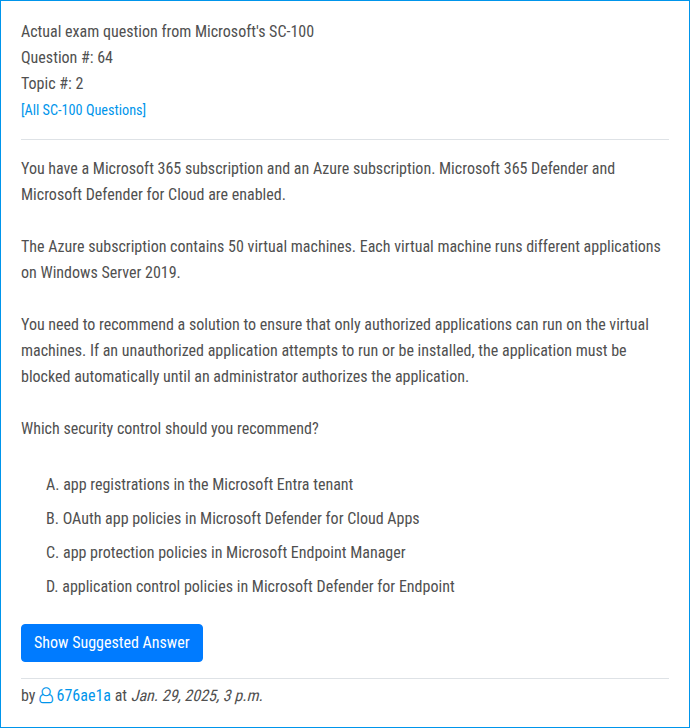 Actual exam question from Microsoft's SC-100
Question #: 64
Topic #: 2
[All SC-100 Questions]
You have a Microsoft 365 subscription and an Azure subscription. Microsoft 365 Defender and
Microsoft Defender for Cloud are enabled.
The Azure subscription contains 50 virtual machines. Each virtual machine runs different applications
on Windows Server 2019.
You need to recommend a solution to ensure that only authorized applications can run on the virtual
machines. If an unauthorized application attempts to run or be installed, the application must be
blocked automatically until an administrator authorizes the application.
Which security control should you recommend?
A. app registrations in the Microsoft Entra tenant
B. OAuth app policies in Microsoft Defender for Cloud Apps
C. app protection policies in Microsoft Endpoint Manager
D. application control policies in Microsoft Defender for Endpoint
Show Suggested Answer
by 676ae1a at Jan. 29, 2025, 3 p.m.